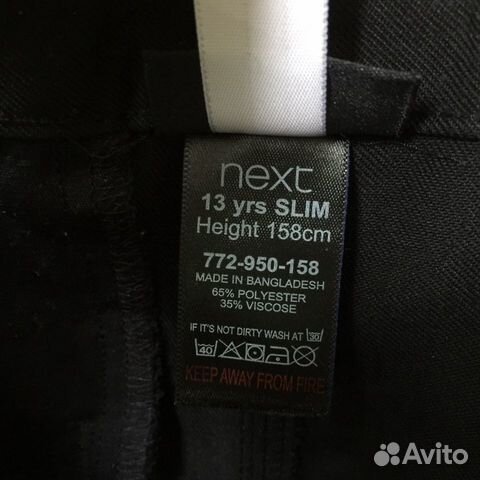 next
13 yrs SLIM
Height 158cm
772-950-158
MADE IN BANGLADESH
65% POLYESTER
35% VISCOSE
IF IT'S NOT DIRTY WASH AT 30
40
KEEP AWAY FROM FIRE
Avito